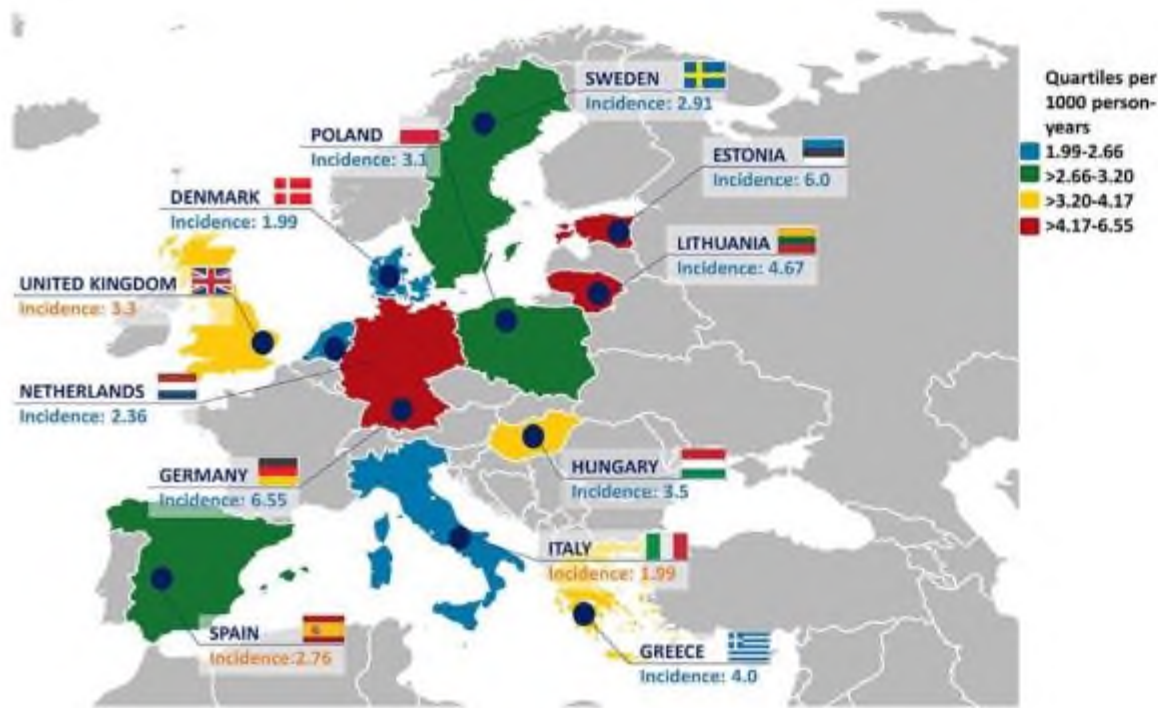 SWEDEN
Incidence: 2.91
POLAND
Incidence: 3.1
ESTONIA
Incidence: 6.0
DENMARK
Incidence: 1.99
LITHUANIA
Incidence: 4.67
UNITED KINGDOM
Incidence: 3.3
NETHERLANDS
Incidence: 2.36
GERMANY
Incidence: 6.55
HUNGARY
Incidence: 3.5
ITALY
Incidence: 1.99
SPAIN
Incidence:2.76
GREECE
Incidence: 4.0
Quartiles per
1000 person-
years
1.99-2.66
>2.66-3.20
>3.20-4.17
>4.17-6.55